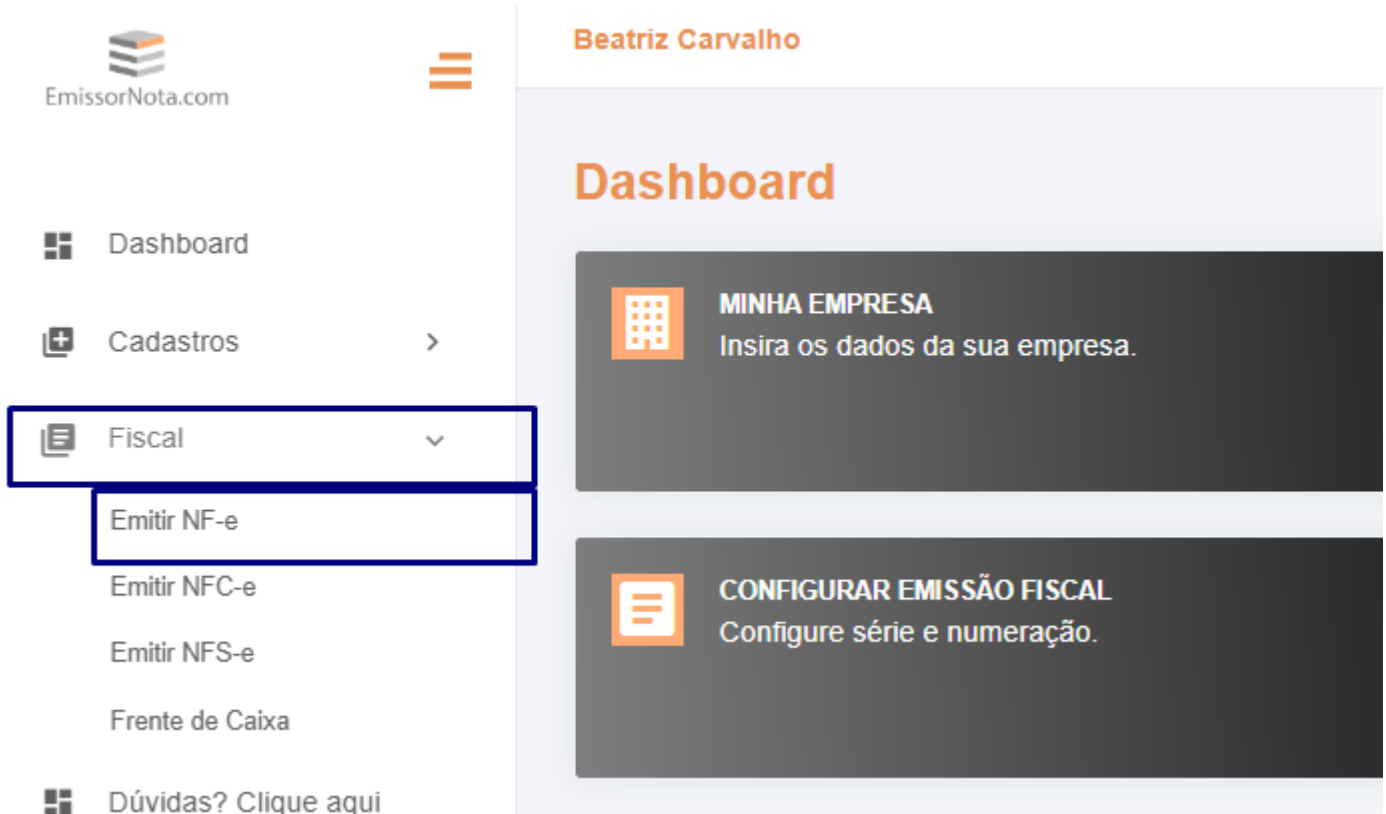 EmissorNota.com
Dashboard
Cadastros
Fiscal
Emitir NF-e
Emitir NFC-e
Emitir NFS-e
Frente de Caixa
Dúvidas? Clique aqui
Beatriz Carvalho
Dashboard
MINHA EMPRESA
Insira os dados da sua empresa.
CONFIGURAR EMISSÃO FISCAL
Configure série e numeração.